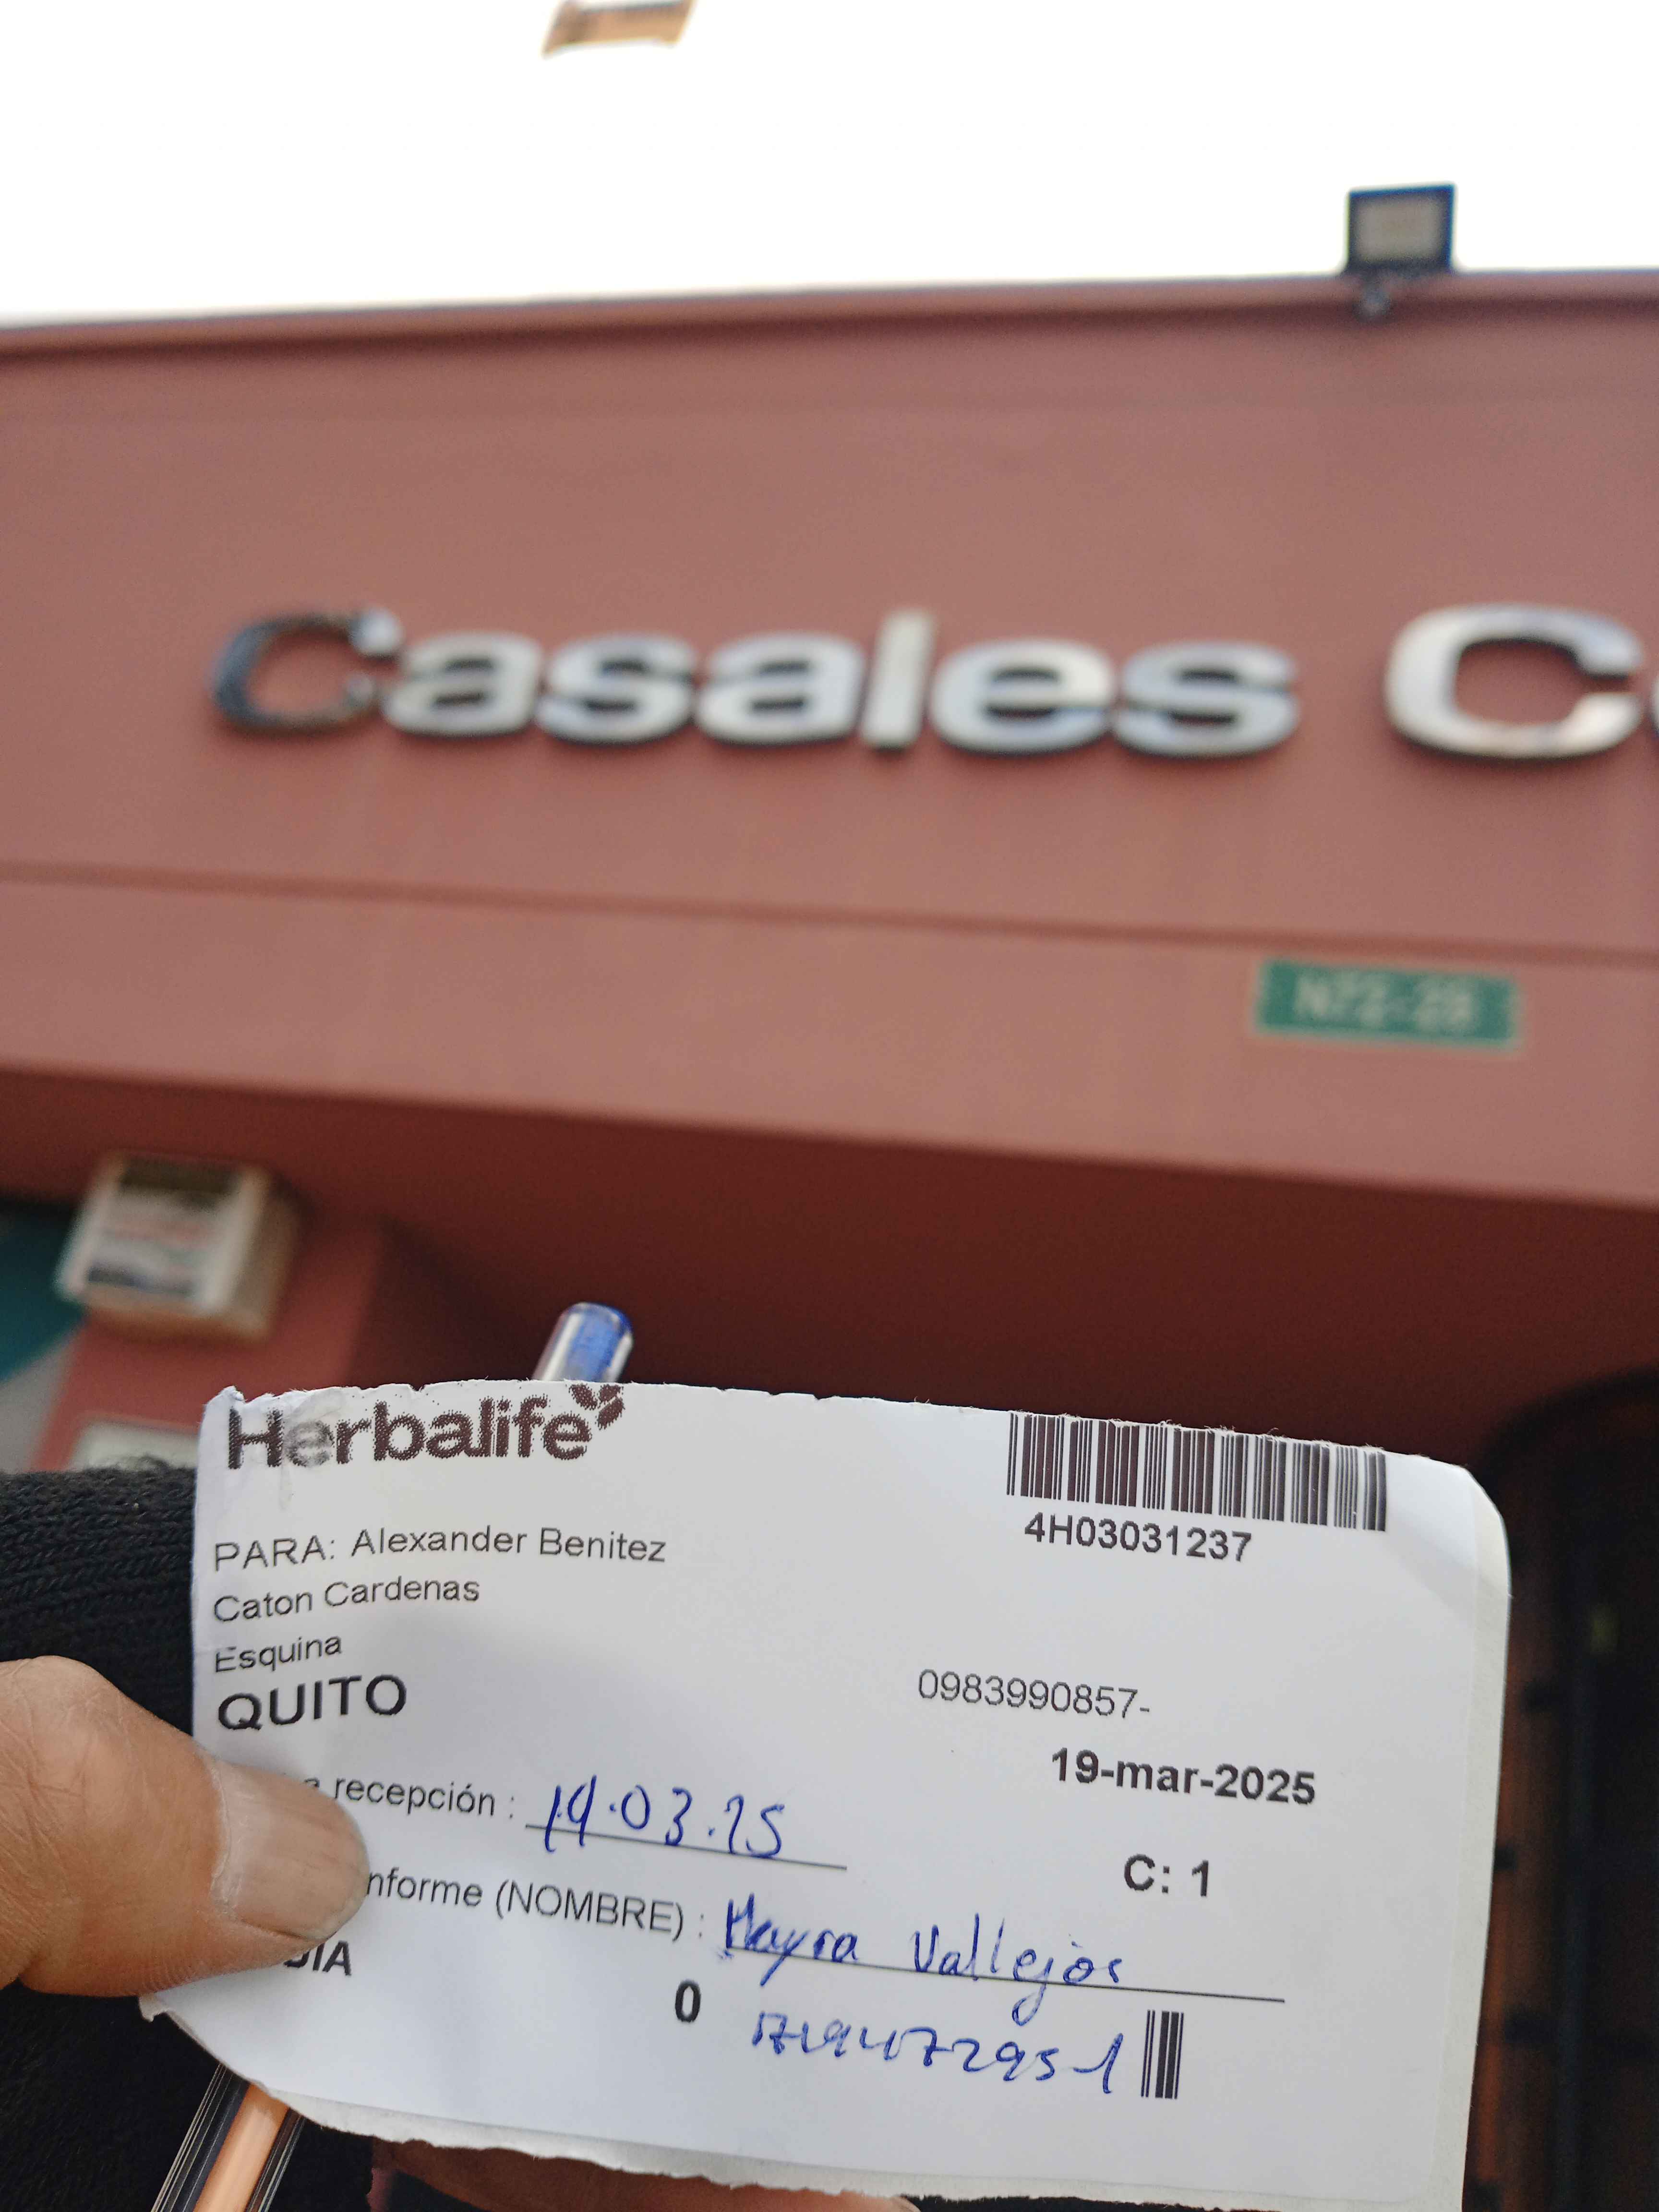 Casales C
N72-28
Herbalife
4H03031237
PARA: Alexander Benitez
Caton Cardenas
Esquina
QUITO
0983990857-
19-mar-2025
recepción : 19.03.25
C: 1
nforme (NOMBRE) : Mayra Vallejos
0